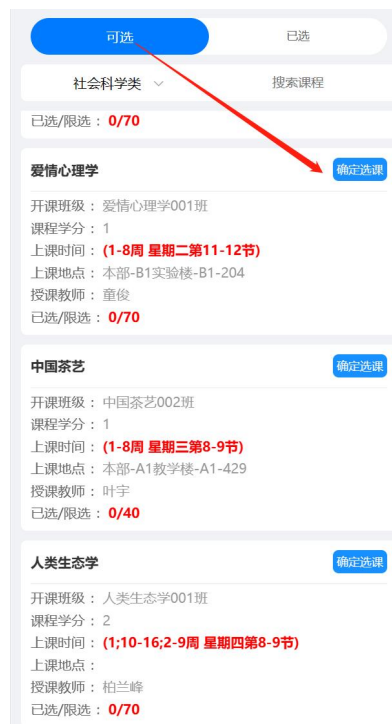 可选 已选
社会科学类 搜索课程
已选/限选： 0/70
爱情心理学 确定选课
开课班级： 爱情心理学001班
课程学分： 1
上课时间： (1-8周 星期二第11-12节)
上课地点： 本部-B1实验楼-B1-204
授课教师： 童俊
已选/限选： 0/70
中国茶艺 确定选课
开课班级： 中国茶艺002班
课程学分： 1
上课时间： (1-8周 星期三第8-9节)
上课地点： 本部-A1教学楼-A1-429
授课教师： 叶宇
已选/限选： 0/40
人类生态学 确定选课
开课班级： 人类生态学001班
课程学分： 2
上课时间： (1;10-16;2-9周 星期四第8-9节)
上课地点：
授课教师： 柏兰峰
已选/限选： 0/70